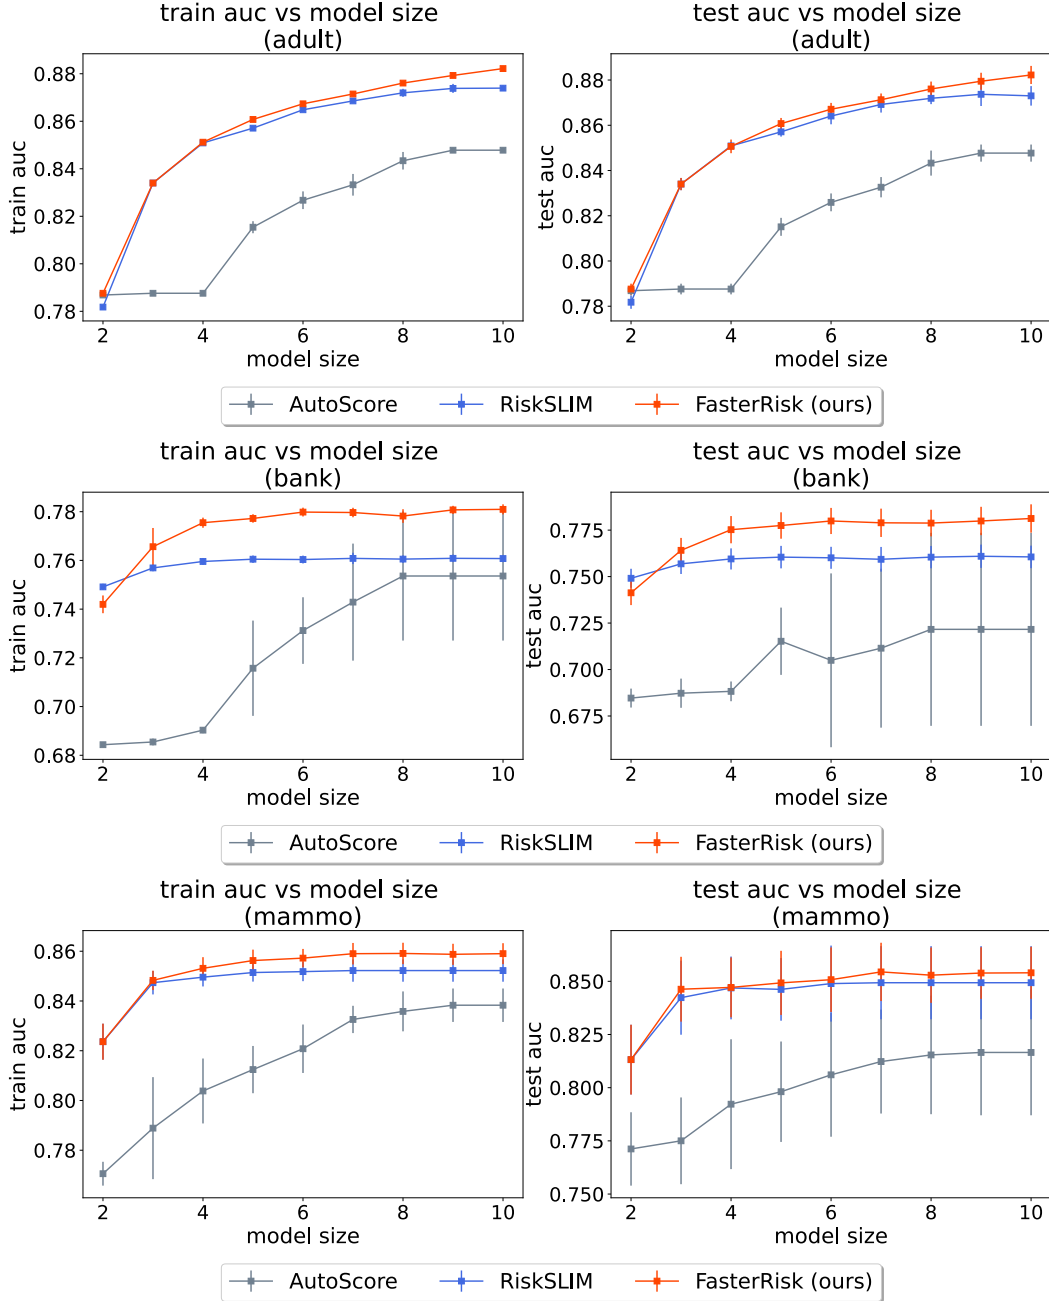 train auc vs model size
(adult)
test auc vs model size
(adult)
train auc
0.88
0.86
0.84
0.82
0.80
0.78
2 4 6 8 10
model size
test auc
0.88
0.86
0.84
0.82
0.80
0.78
2 4 6 8 10
model size
AutoScore RiskSLIM FasterRisk (ours)
train auc vs model size
(bank)
test auc vs model size
(bank)
train auc
0.78
0.76
0.74
0.72
0.70
0.68
2 4 6 8 10
model size
test auc
0.775
0.750
0.725
0.700
0.675
2 4 6 8 10
model size
AutoScore RiskSLIM FasterRisk (ours)
train auc vs model size
(mammo)
test auc vs model size
(mammo)
train auc
0.86
0.84
0.82
0.80
0.78
2 4 6 8 10
model size
test auc
0.850
0.825
0.800
0.775
0.750
2 4 6 8 10
model size
AutoScore RiskSLIM FasterRisk (ours)